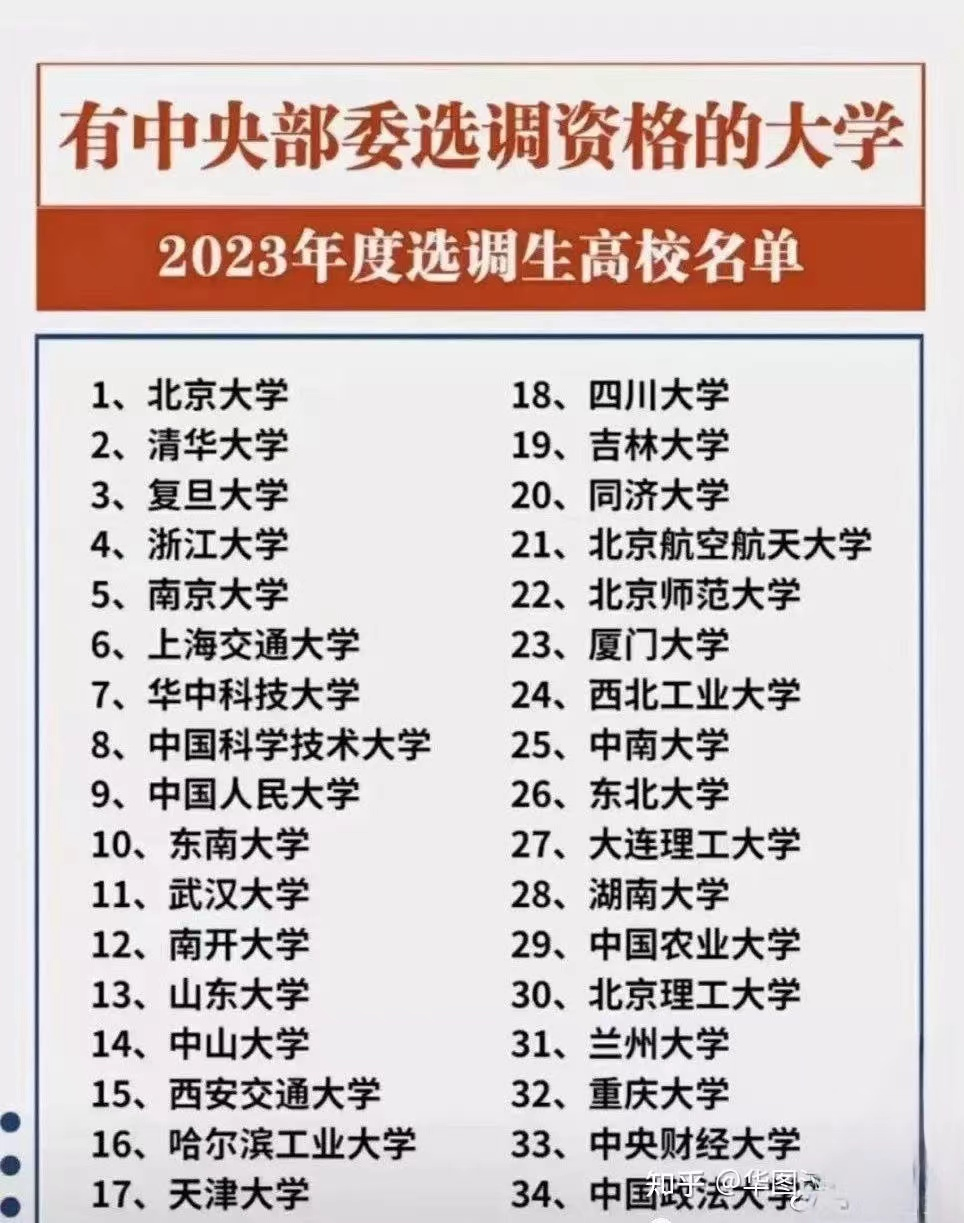 有中央部委选调资格的大学
2023年度选调生高校名单
1、北京大学
2、清华大学
3、复旦大学
4、浙江大学
5、南京大学
6、上海交通大学
7、华中科技大学
8、中国科学技术大学
9、中国人民大学
10、东南大学
11、武汉大学
12、南开大学
13、山东大学
14、中山大学
15、西安交通大学
16、哈尔滨工业大学
17、天津大学
18、四川大学
19、吉林大学
20、同济大学
21、北京航空航天大学
22、北京师范大学
23、厦门大学
24、西北工业大学
25、中南大学
26、东北大学
27、大连理工大学
28、湖南大学
29、中国农业大学
30、北京理工大学
31、兰州大学
32、重庆大学
33、中央财经大学
34、中国政法大学
知乎 @华图